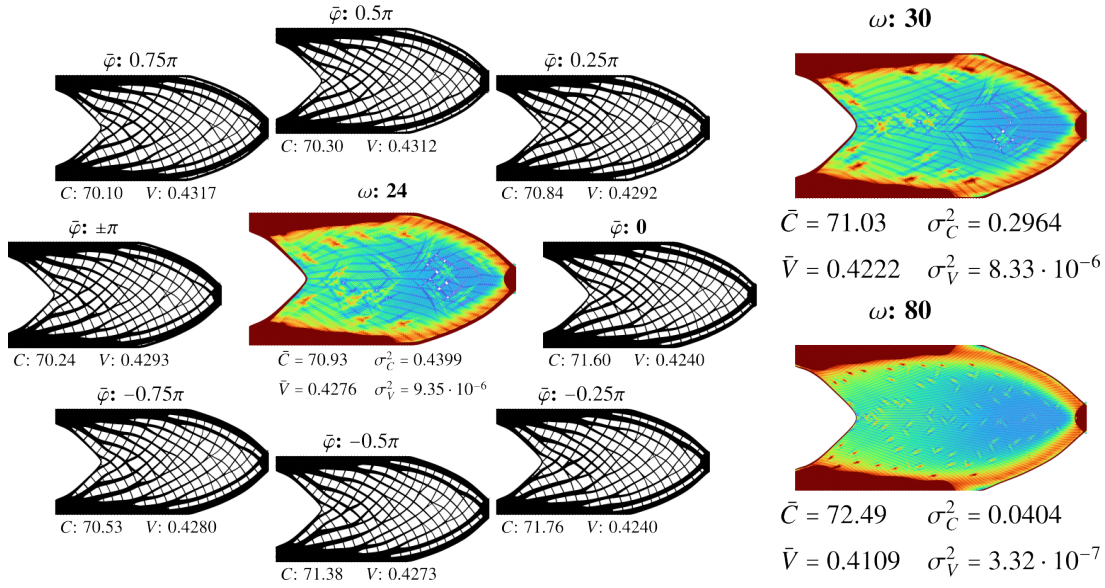 φ̄: 0.5π
C: 70.30 V: 0.4312
φ̄: 0.75π
C: 70.10 V: 0.4317
φ̄: 0.25π
C: 70.84 V: 0.4292
φ̄: ±π
C: 70.24 V: 0.4293
ω: 24
C̄ = 70.93 σ²_C = 0.4399
V̄ = 0.4276 σ²_V = 9.35 · 10⁻⁶
φ̄: 0
C: 71.60 V: 0.4240
φ̄: −0.75π
C: 70.53 V: 0.4280
φ̄: −0.5π
C: 71.38 V: 0.4273
φ̄: −0.25π
C: 71.76 V: 0.4240
ω: 30
C̄ = 71.03 σ²_C = 0.2964
V̄ = 0.4222 σ²_V = 8.33 · 10⁻⁶
ω: 80
C̄ = 72.49 σ²_C = 0.0404
V̄ = 0.4109 σ²_V = 3.32 · 10⁻⁷